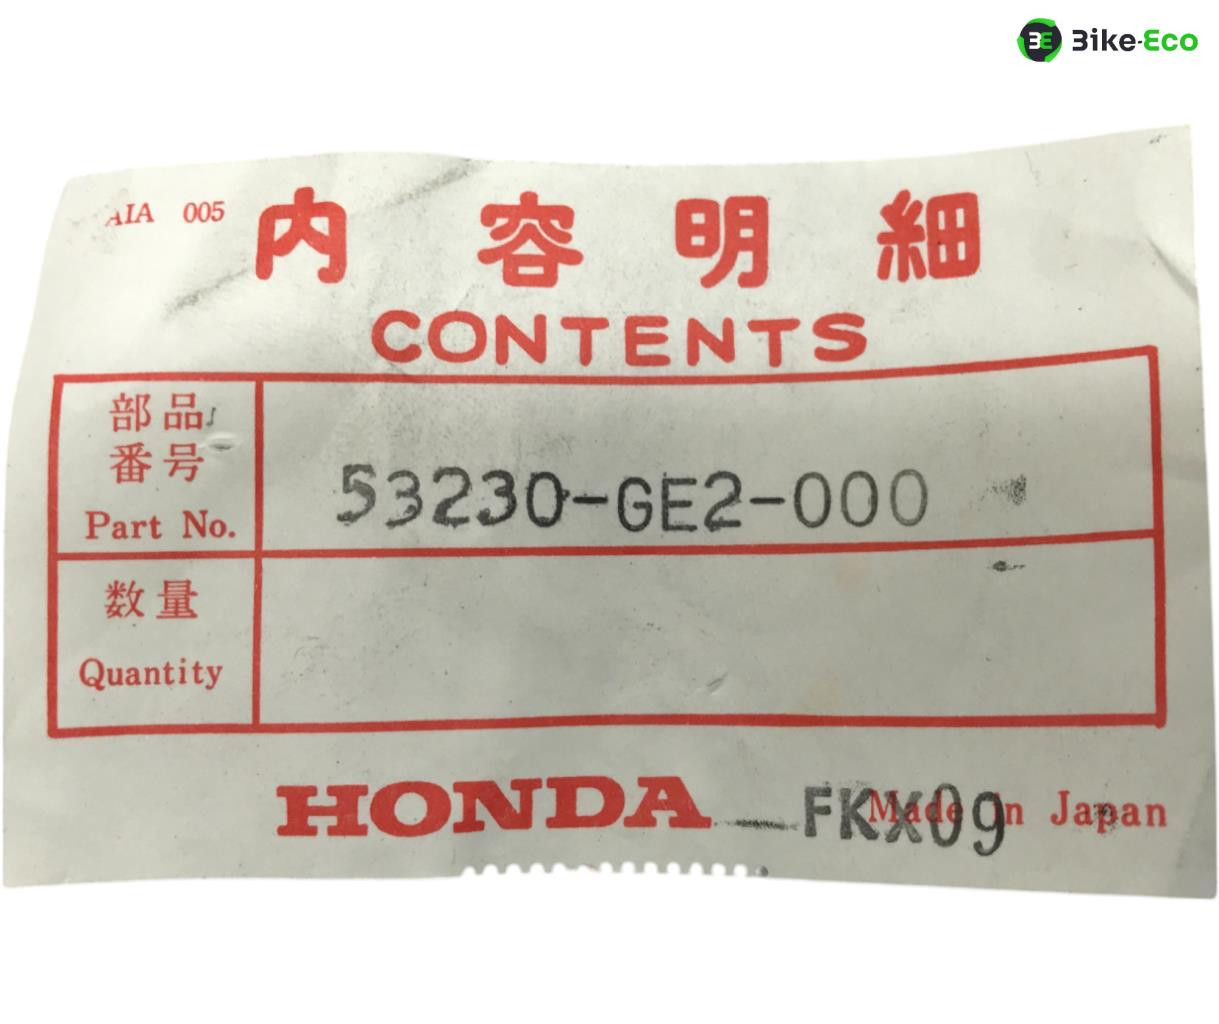 Bike-Eco
AIA 005
内容明細
CONTENTS
部品
番号
Part No.
53230-GE2-000
数量
Quantity
HONDA
FKX09
Made in Japan